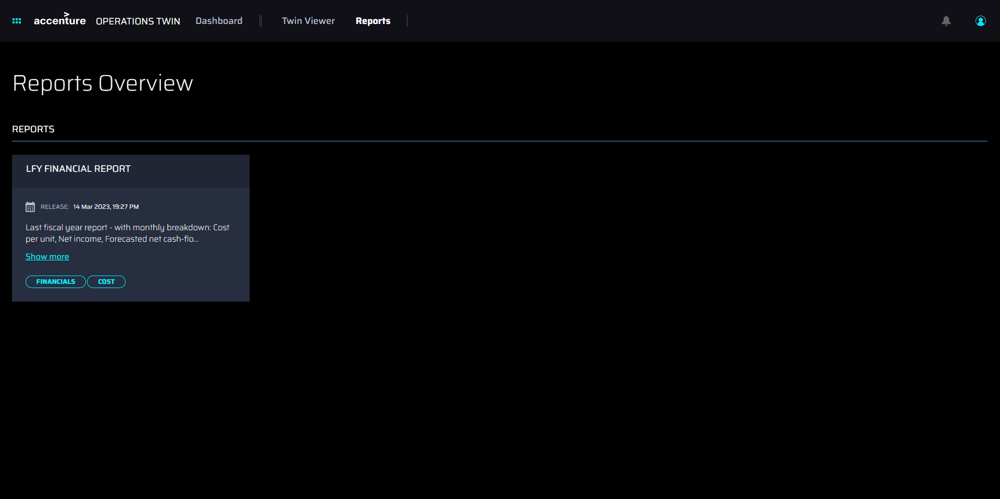 accenture OPERATIONS TWIN Dashboard Twin Viewer Reports
Reports Overview
REPORTS
LFY FINANCIAL REPORT
RELEASE: 14 Mar 2023, 19:27 PM
Last fiscal year report - with monthly breakdown: Cost
per unit, Net income, Forecasted net cash-flo...
Show more
FINANCIALS COST